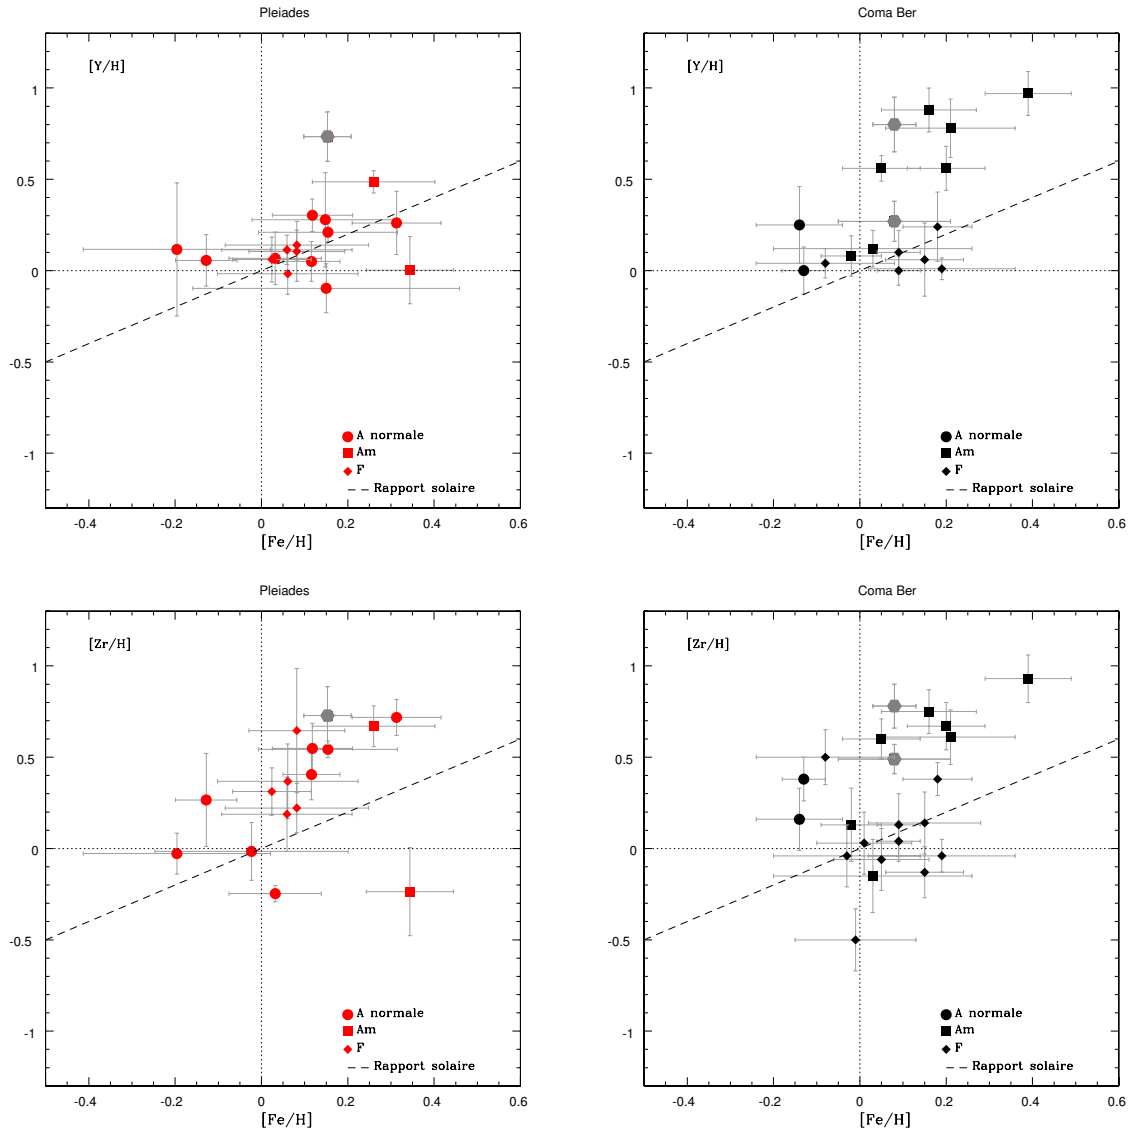 Pleiades
[Y/H]
1
0.5
0
-0.5
-1
A normale
Am
F
Rapport solaire
-0.4 -0.2 0 0.2 0.4 0.6
[Fe/H]
Coma Ber
[Y/H]
1
0.5
0
-0.5
-1
A normale
Am
F
Rapport solaire
-0.4 -0.2 0 0.2 0.4 0.6
[Fe/H]
Pleiades
[Zr/H]
1
0.5
0
-0.5
-1
A normale
Am
F
Rapport solaire
-0.4 -0.2 0 0.2 0.4 0.6
[Fe/H]
Coma Ber
[Zr/H]
1
0.5
0
-0.5
-1
A normale
Am
F
Rapport solaire
-0.4 -0.2 0 0.2 0.4 0.6
[Fe/H]